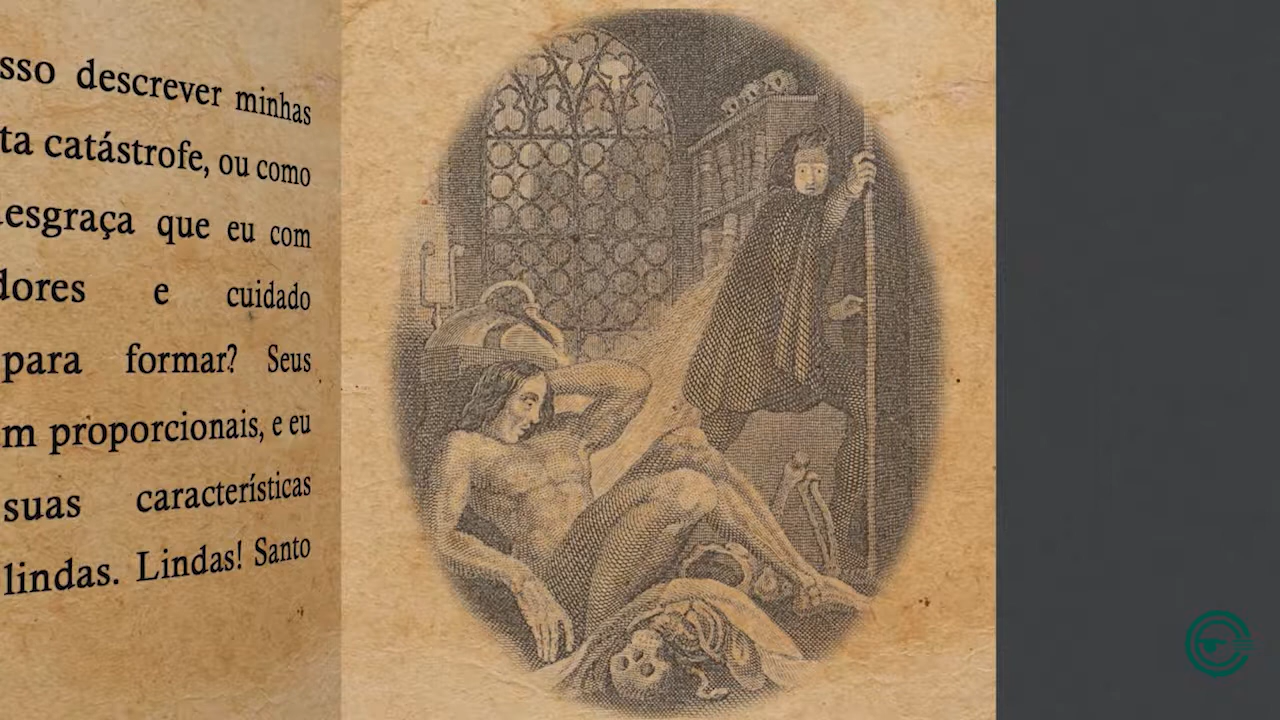 sso descrever minhas
ta catástrofe, ou como
esgraça que eu com
dores e cuidado
para formar? Seus
m proporcionais, e eu
suas características
lindas. Lindas! Santo